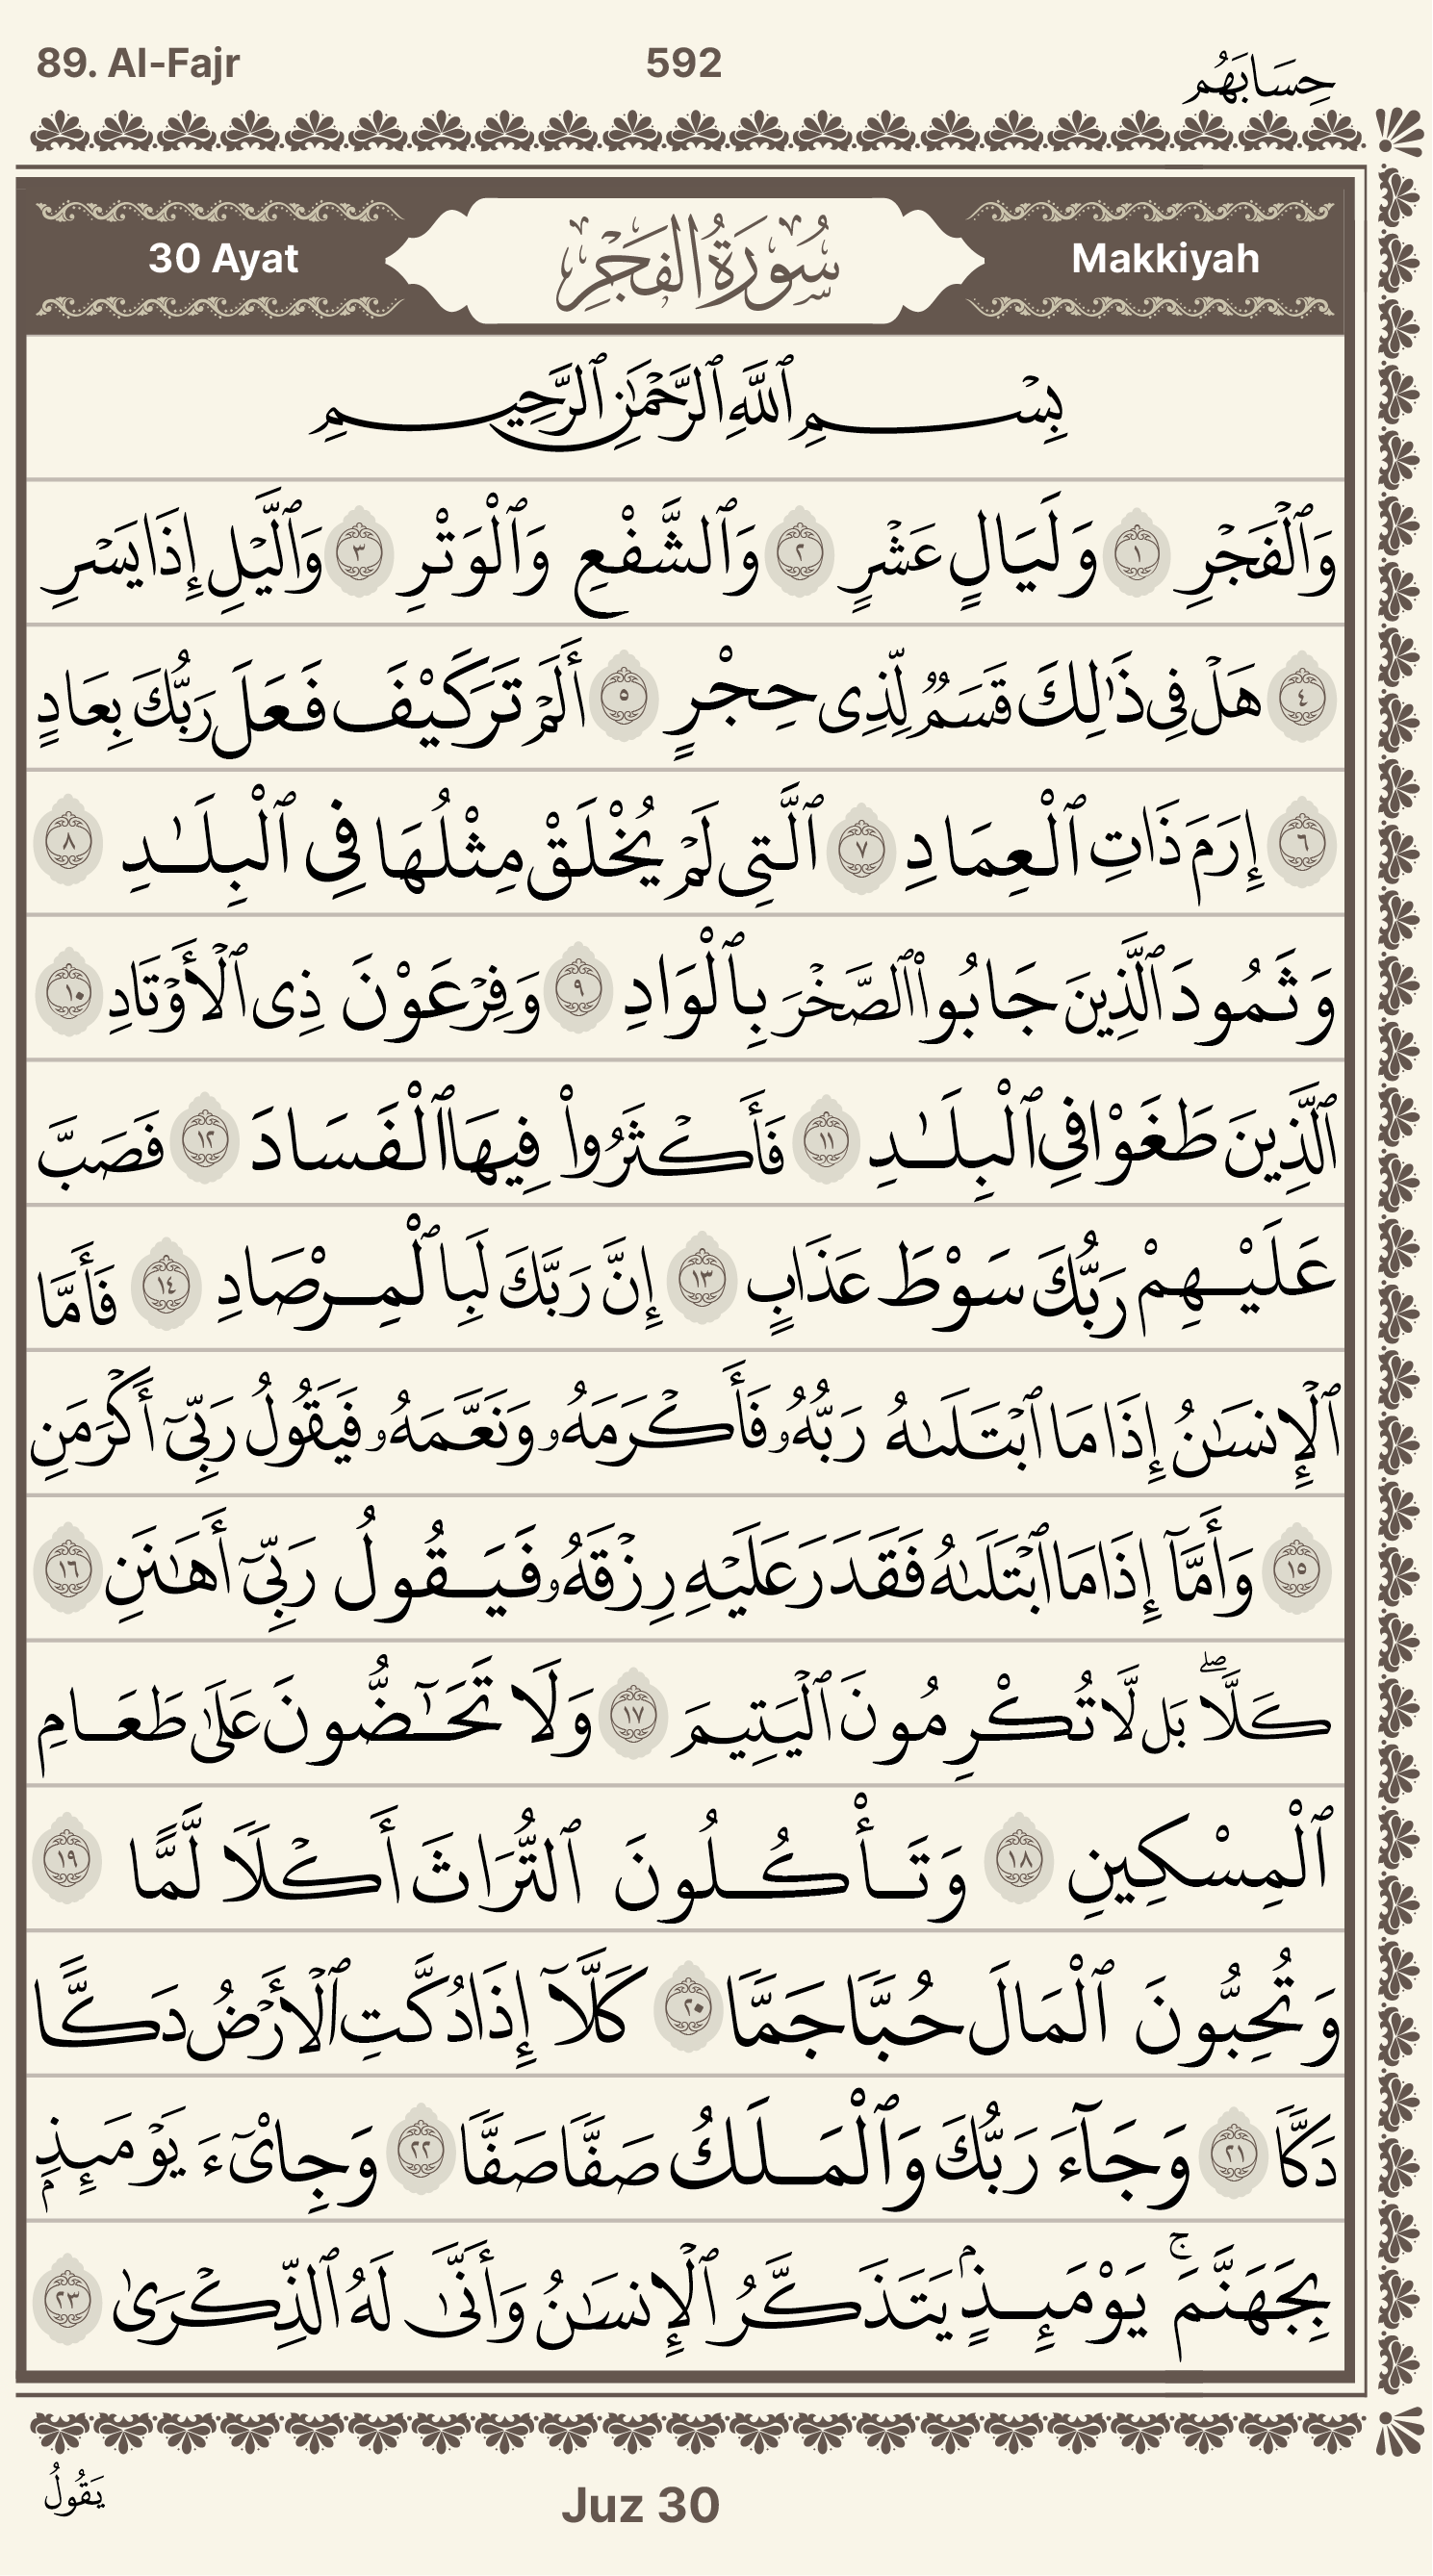 89. Al-Fajr 592 حِسَابَهُم
30 Ayat سُورَةُ الفَجْرِ Makkiyah
بِسْمِ ٱللَّهِ ٱلرَّحْمَٰنِ ٱلرَّحِيمِ
وَٱلْفَجْرِ ١ وَلَيَالٍ عَشْرٍ ٢ وَٱلشَّفْعِ وَٱلْوَتْرِ ٣ وَٱلَّيْلِ إِذَا يَسْرِ
٤ هَلْ فِى ذَٰلِكَ قَسَمٌ لِّذِى حِجْرٍ ٥ أَلَمْ تَرَ كَيْفَ فَعَلَ رَبُّكَ بِعَادٍ
٦ إِرَمَ ذَاتِ ٱلْعِمَادِ ٧ ٱلَّتِى لَمْ يُخْلَقْ مِثْلُهَا فِى ٱلْبِلَـٰدِ ٨
وَثَمُودَ ٱلَّذِينَ جَابُوا۟ ٱلصَّخْرَ بِٱلْوَادِ ٩ وَفِرْعَوْنَ ذِى ٱلْأَوْتَادِ ١٠
ٱلَّذِينَ طَغَوْا۟ فِى ٱلْبِلَـٰدِ ١١ فَأَكْثَرُوا۟ فِيهَا ٱلْفَسَادَ ١٢ فَصَبَّ
عَلَيْهِمْ رَبُّكَ سَوْطَ عَذَابٍ ١٣ إِنَّ رَبَّكَ لَبِٱلْمِرْصَادِ ١٤ فَأَمَّا
ٱلْإِنسَـٰنُ إِذَا مَا ٱبْتَلَىٰهُ رَبُّهُۥ فَأَكْرَمَهُۥ وَنَعَّمَهُۥ فَيَقُولُ رَبِّىٓ أَكْرَمَنِ
١٥ وَأَمَّآ إِذَا مَا ٱبْتَلَىٰهُ فَقَدَرَ عَلَيْهِ رِزْقَهُۥ فَيَقُولُ رَبِّىٓ أَهَـٰنَنِ ١٦
كَلَّا ۖ بَل لَّا تُكْرِمُونَ ٱلْيَتِيمَ ١٧ وَلَا تَحَـٰٓضُّونَ عَلَىٰ طَعَامِ
ٱلْمِسْكِينِ ١٨ وَتَأْكُلُونَ ٱلتُّرَاثَ أَكْلًا لَّمًّا ١٩
وَتُحِبُّونَ ٱلْمَالَ حُبًّا جَمًّا ٢٠ كَلَّآ إِذَا دُكَّتِ ٱلْأَرْضُ دَكًّا
دَكًّا ٢١ وَجَآءَ رَبُّكَ وَٱلْمَلَكُ صَفًّا صَفًّا ٢٢ وَجِا۟ىٓءَ يَوْمَئِذٍۭ
بِجَهَنَّمَ ۚ يَوْمَئِذٍۢ يَتَذَكَّرُ ٱلْإِنسَـٰنُ وَأَنَّىٰ لَهُ ٱلذِّكْرَىٰ ٢٣
يَقُولُ Juz 30